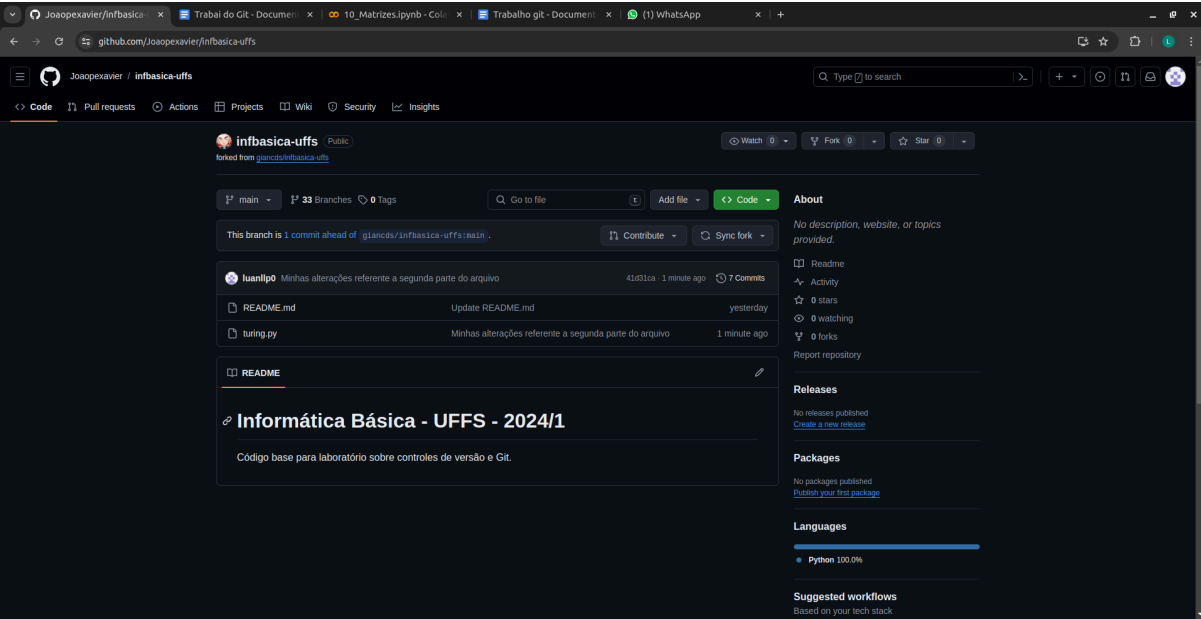 Joaopexavier/infbasica-
Trabai do Git - Document
10_Matrizes.ipynb - Cola
Trabalho git - Document
(1) WhatsApp
github.com/Joaopexavier/infbasica-uffs
L
Joaopexavier / infbasica-uffs
Type / to search
Code
Pull requests
Actions
Projects
Wiki
Security
Insights
infbasica-uffs Public
forked from giancds/infbasica-uffs
Watch 0
Fork 0
Star 0
main
33 Branches
0 Tags
Go to file
t
Add file
<> Code
This branch is 1 commit ahead of giancds/infbasica-uffs:main .
Contribute
Sync fork
luanllp0 Minhas alterações referente a segunda parte do arquivo
41d31ca · 1 minute ago
7 Commits
README.md
Update README.md
yesterday
turing.py
Minhas alterações referente a segunda parte do arquivo
1 minute ago
README
Informática Básica - UFFS - 2024/1
Código base para laboratório sobre controles de versão e Git.
About
No description, website, or topics
provided.
Readme
Activity
0 stars
0 watching
0 forks
Report repository
Releases
No releases published
Create a new release
Packages
No packages published
Publish your first package
Languages
Python 100.0%
Suggested workflows
Based on your tech stack